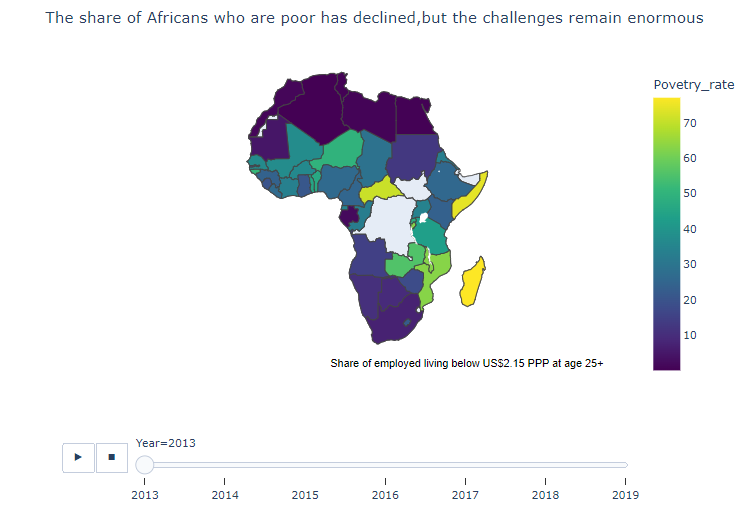 The share of Africans who are poor has declined,but the challenges remain enormous
Povetry_rate
70
60
50
40
30
20
10
Share of employed living below US$2.15 PPP at age 25+
Year=2013
2013 2014 2015 2016 2017 2018 2019